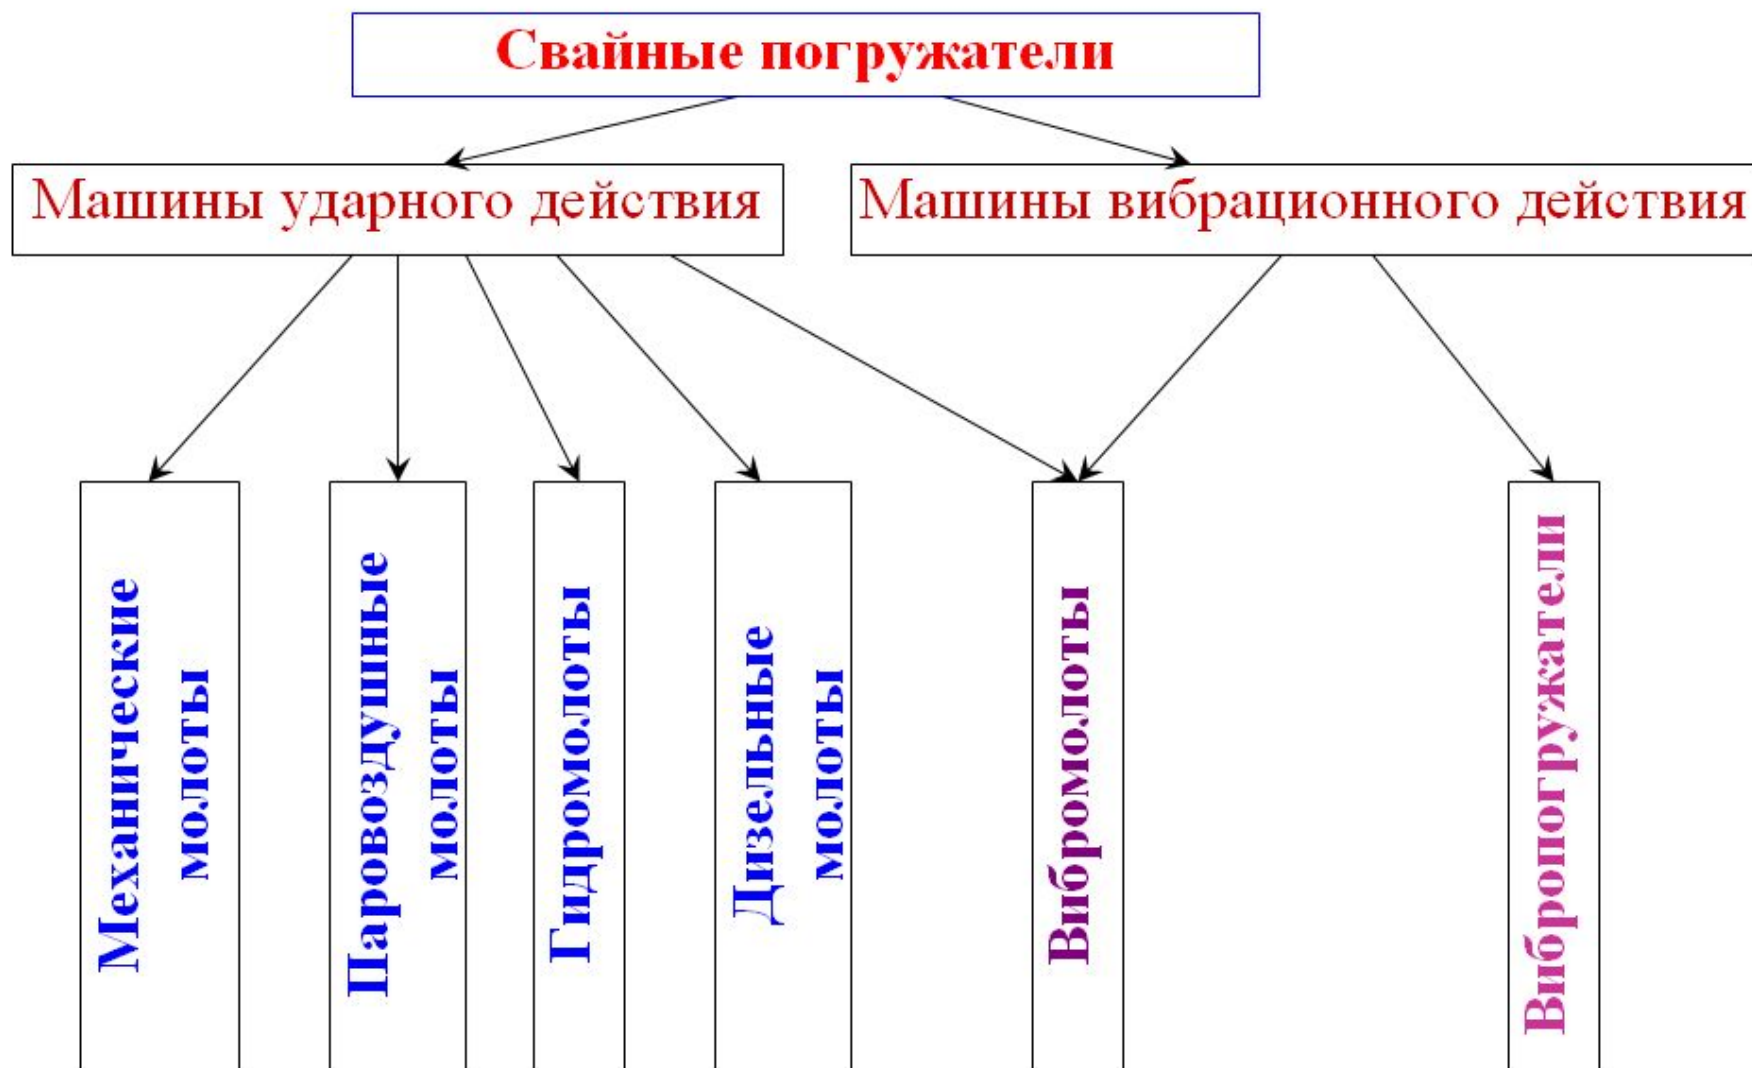 Свайные погружатели
Машины ударного действия
Машины вибрационного действия
Механические
молоты
Паровоздушные
молоты
Гидромолоты
Дизельные
молоты
Вибромолоты
Вибропогружатели